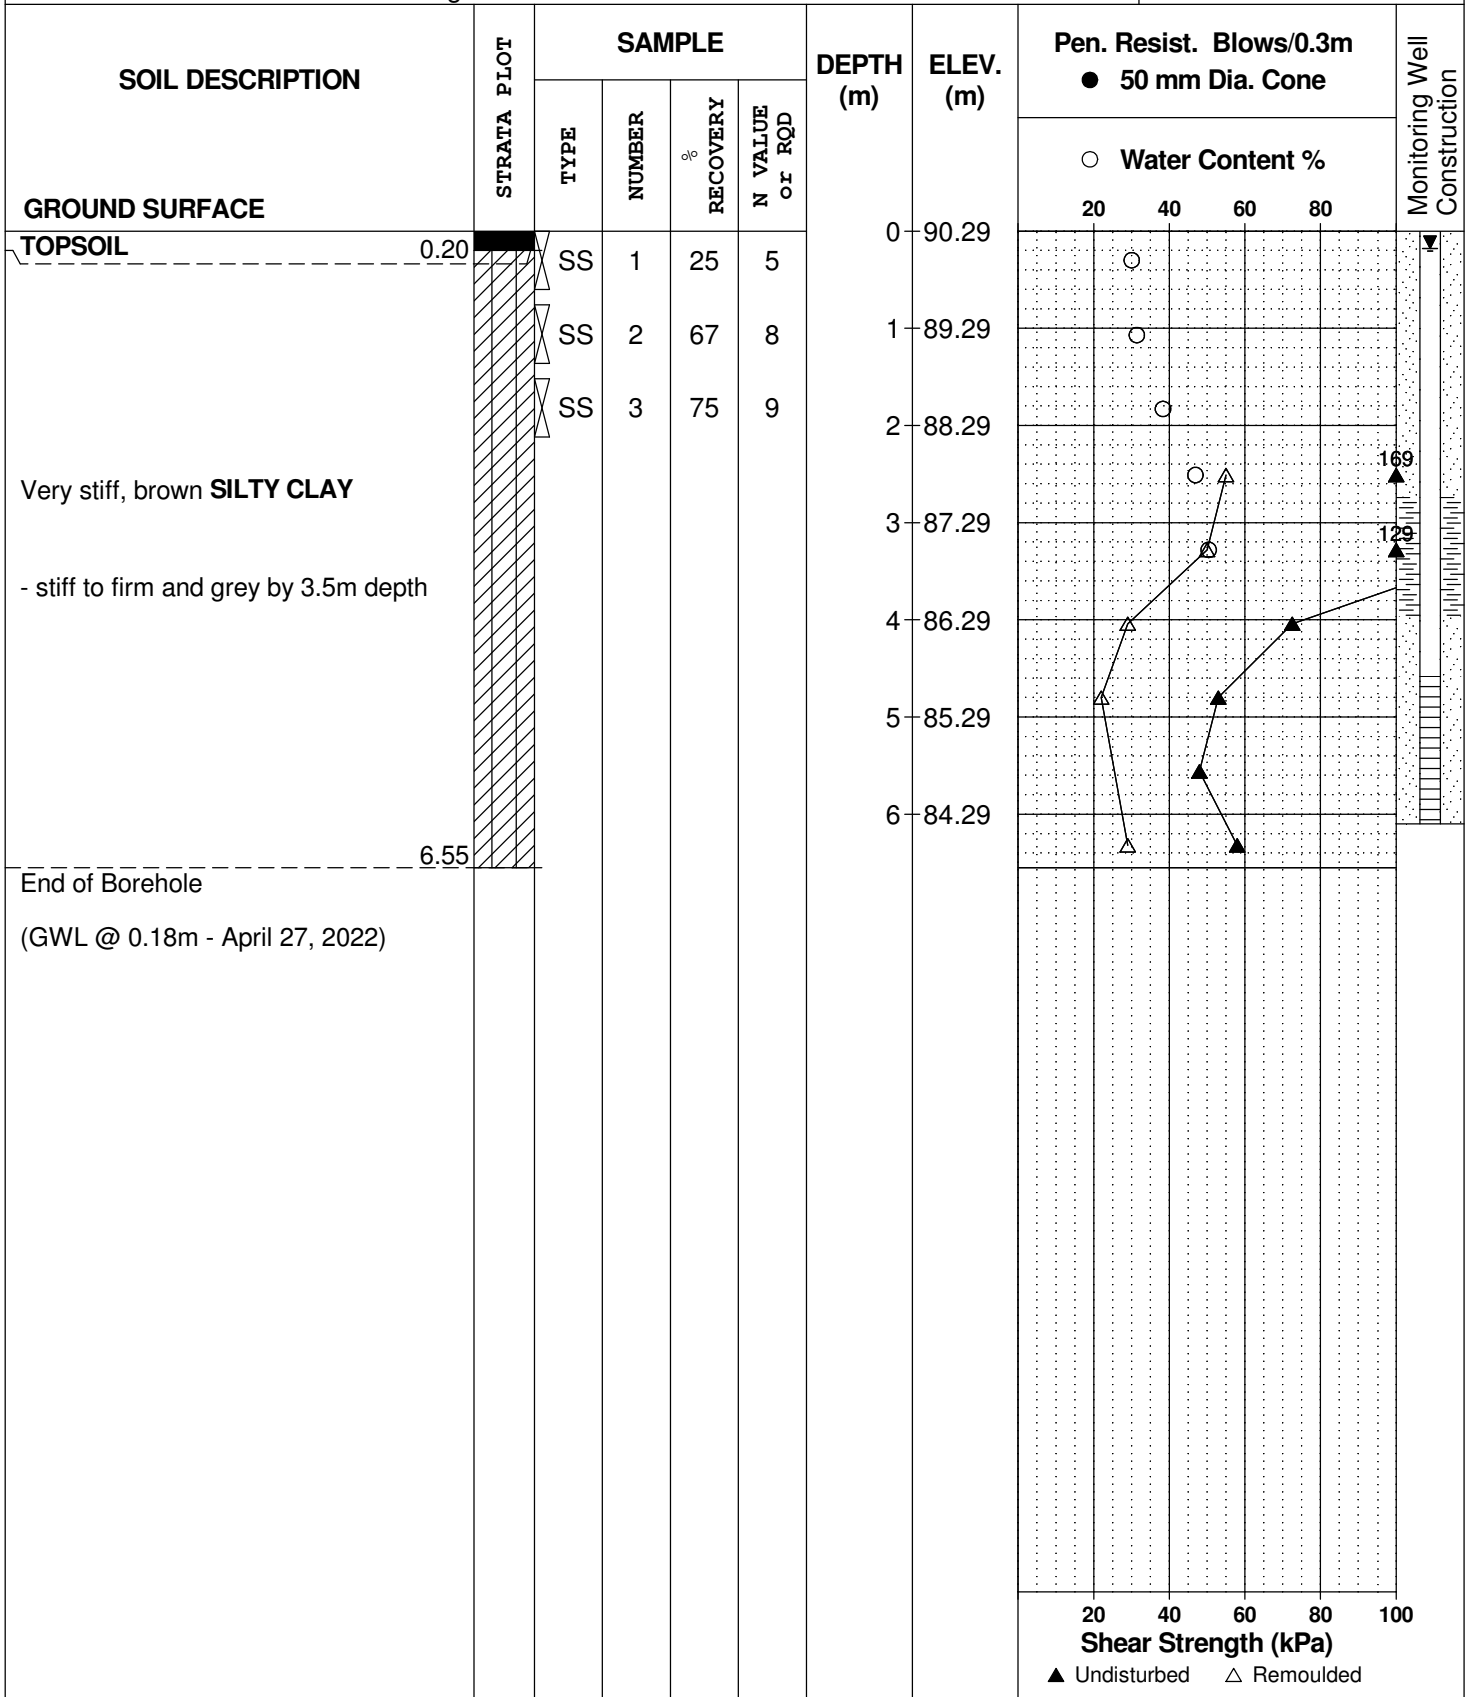 SOIL DESCRIPTION
GROUND SURFACE
STRATA PLOT
SAMPLE
TYPE
NUMBER
%
RECOVERY
N VALUE
or RQD
DEPTH
(m)
ELEV.
(m)
Pen. Resist. Blows/0.3m
● 50 mm Dia. Cone
○ Water Content %
20 40 60 80
Monitoring Well
Construction
TOPSOIL 0.20
SS 1 25 5
SS 2 67 8
SS 3 75 9
0 90.29
1 89.29
2 88.29
3 87.29
4 86.29
5 85.29
6 84.29
169
129
Very stiff, brown SILTY CLAY
- stiff to firm and grey by 3.5m depth
6.55
End of Borehole
(GWL @ 0.18m - April 27, 2022)
20 40 60 80 100
Shear Strength (kPa)
▲ Undisturbed △ Remoulded